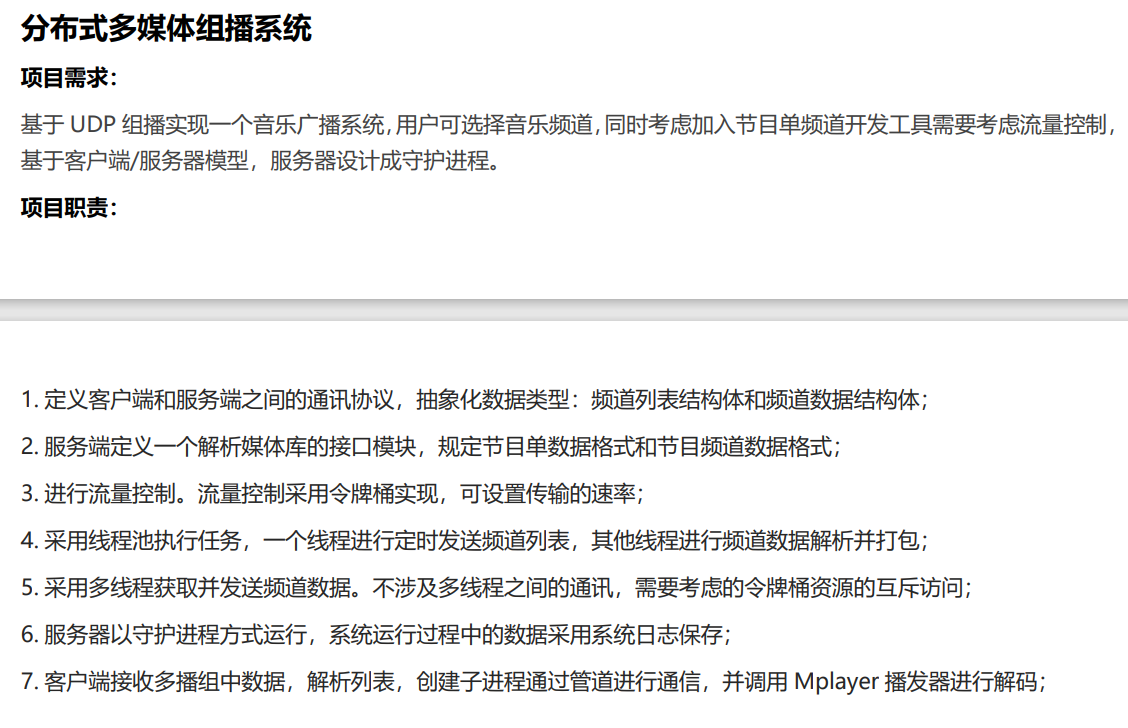 分布式多媒体组播系统
项目需求：
基于 UDP 组播实现一个音乐广播系统，用户可选择音乐频道，同时考虑加入节目单频道开发工具需要考虑流量控制，
基于客户端/服务器模型，服务器设计成守护进程。
项目职责：
1. 定义客户端和服务端之间的通讯协议，抽象化数据类型：频道列表结构体和频道数据结构体；
2. 服务端定义一个解析媒体库的接口模块，规定节目单数据格式和节目频道数据格式；
3. 进行流量控制。流量控制采用令牌桶实现，可设置传输的速率；
4. 采用线程池执行任务，一个线程进行定时发送频道列表，其他线程进行频道数据解析并打包；
5. 采用多线程获取并发送频道数据。不涉及多线程之间的通讯，需要考虑的令牌桶资源的互斥访问；
6. 服务器以守护进程方式运行，系统运行过程中的数据采用系统日志保存；
7. 客户端接收多播组中数据，解析列表，创建子进程通过管道进行通信，并调用 Mplayer 播发器进行解码；